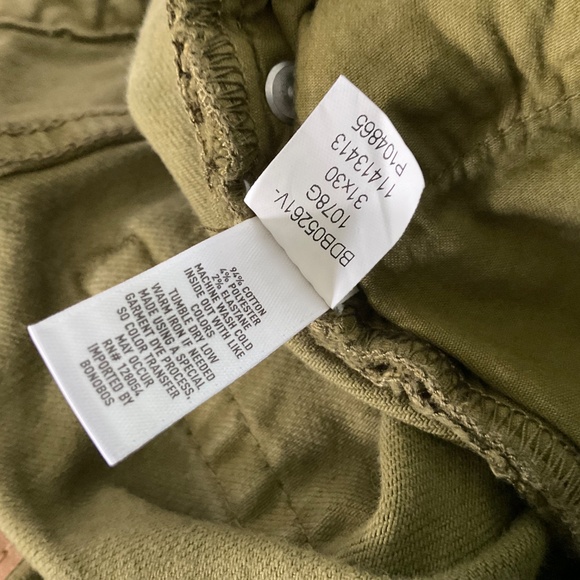 94% COTTON
4% POLYESTER
2% ELASTANE
MACHINE WASH COLD
INSIDE OUT WITH LIKE
COLORS
TUMBLE DRY LOW
WARM IRON IF NEEDED
MADE USING A SPECIAL
GARMENT DYE PROCESS,
SO COLOR TRANSFER
MAY OCCUR
RN# 128054
IMPORTED BY
BONOBOS
BDB05261V-
1078G
31x30
11413413
P104865